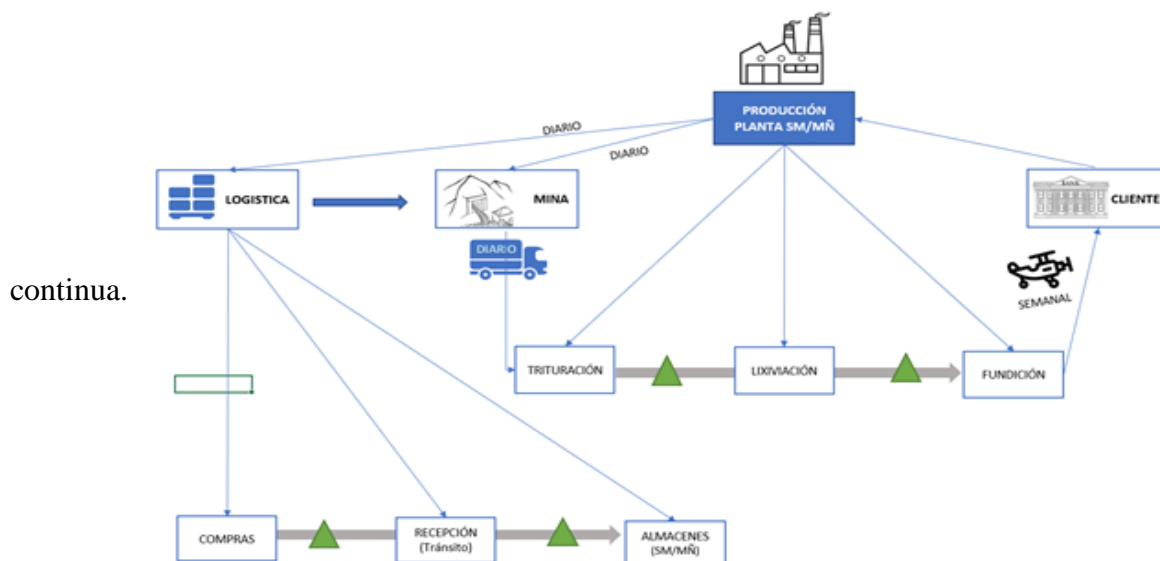 PRODUCCIÓN
PLANTA SM/MÑ
DIARIO
DIARIO
LOGISTICA
MINA
BANK
CLIENTE
DIARIO
continua.
SEMANAL
TRITURACIÓN
LIXIVIACIÓN
FUNDICIÓN
COMPRAS
RECEPCIÓN
(Tránsito)
ALMACENES
(SM/MÑ)